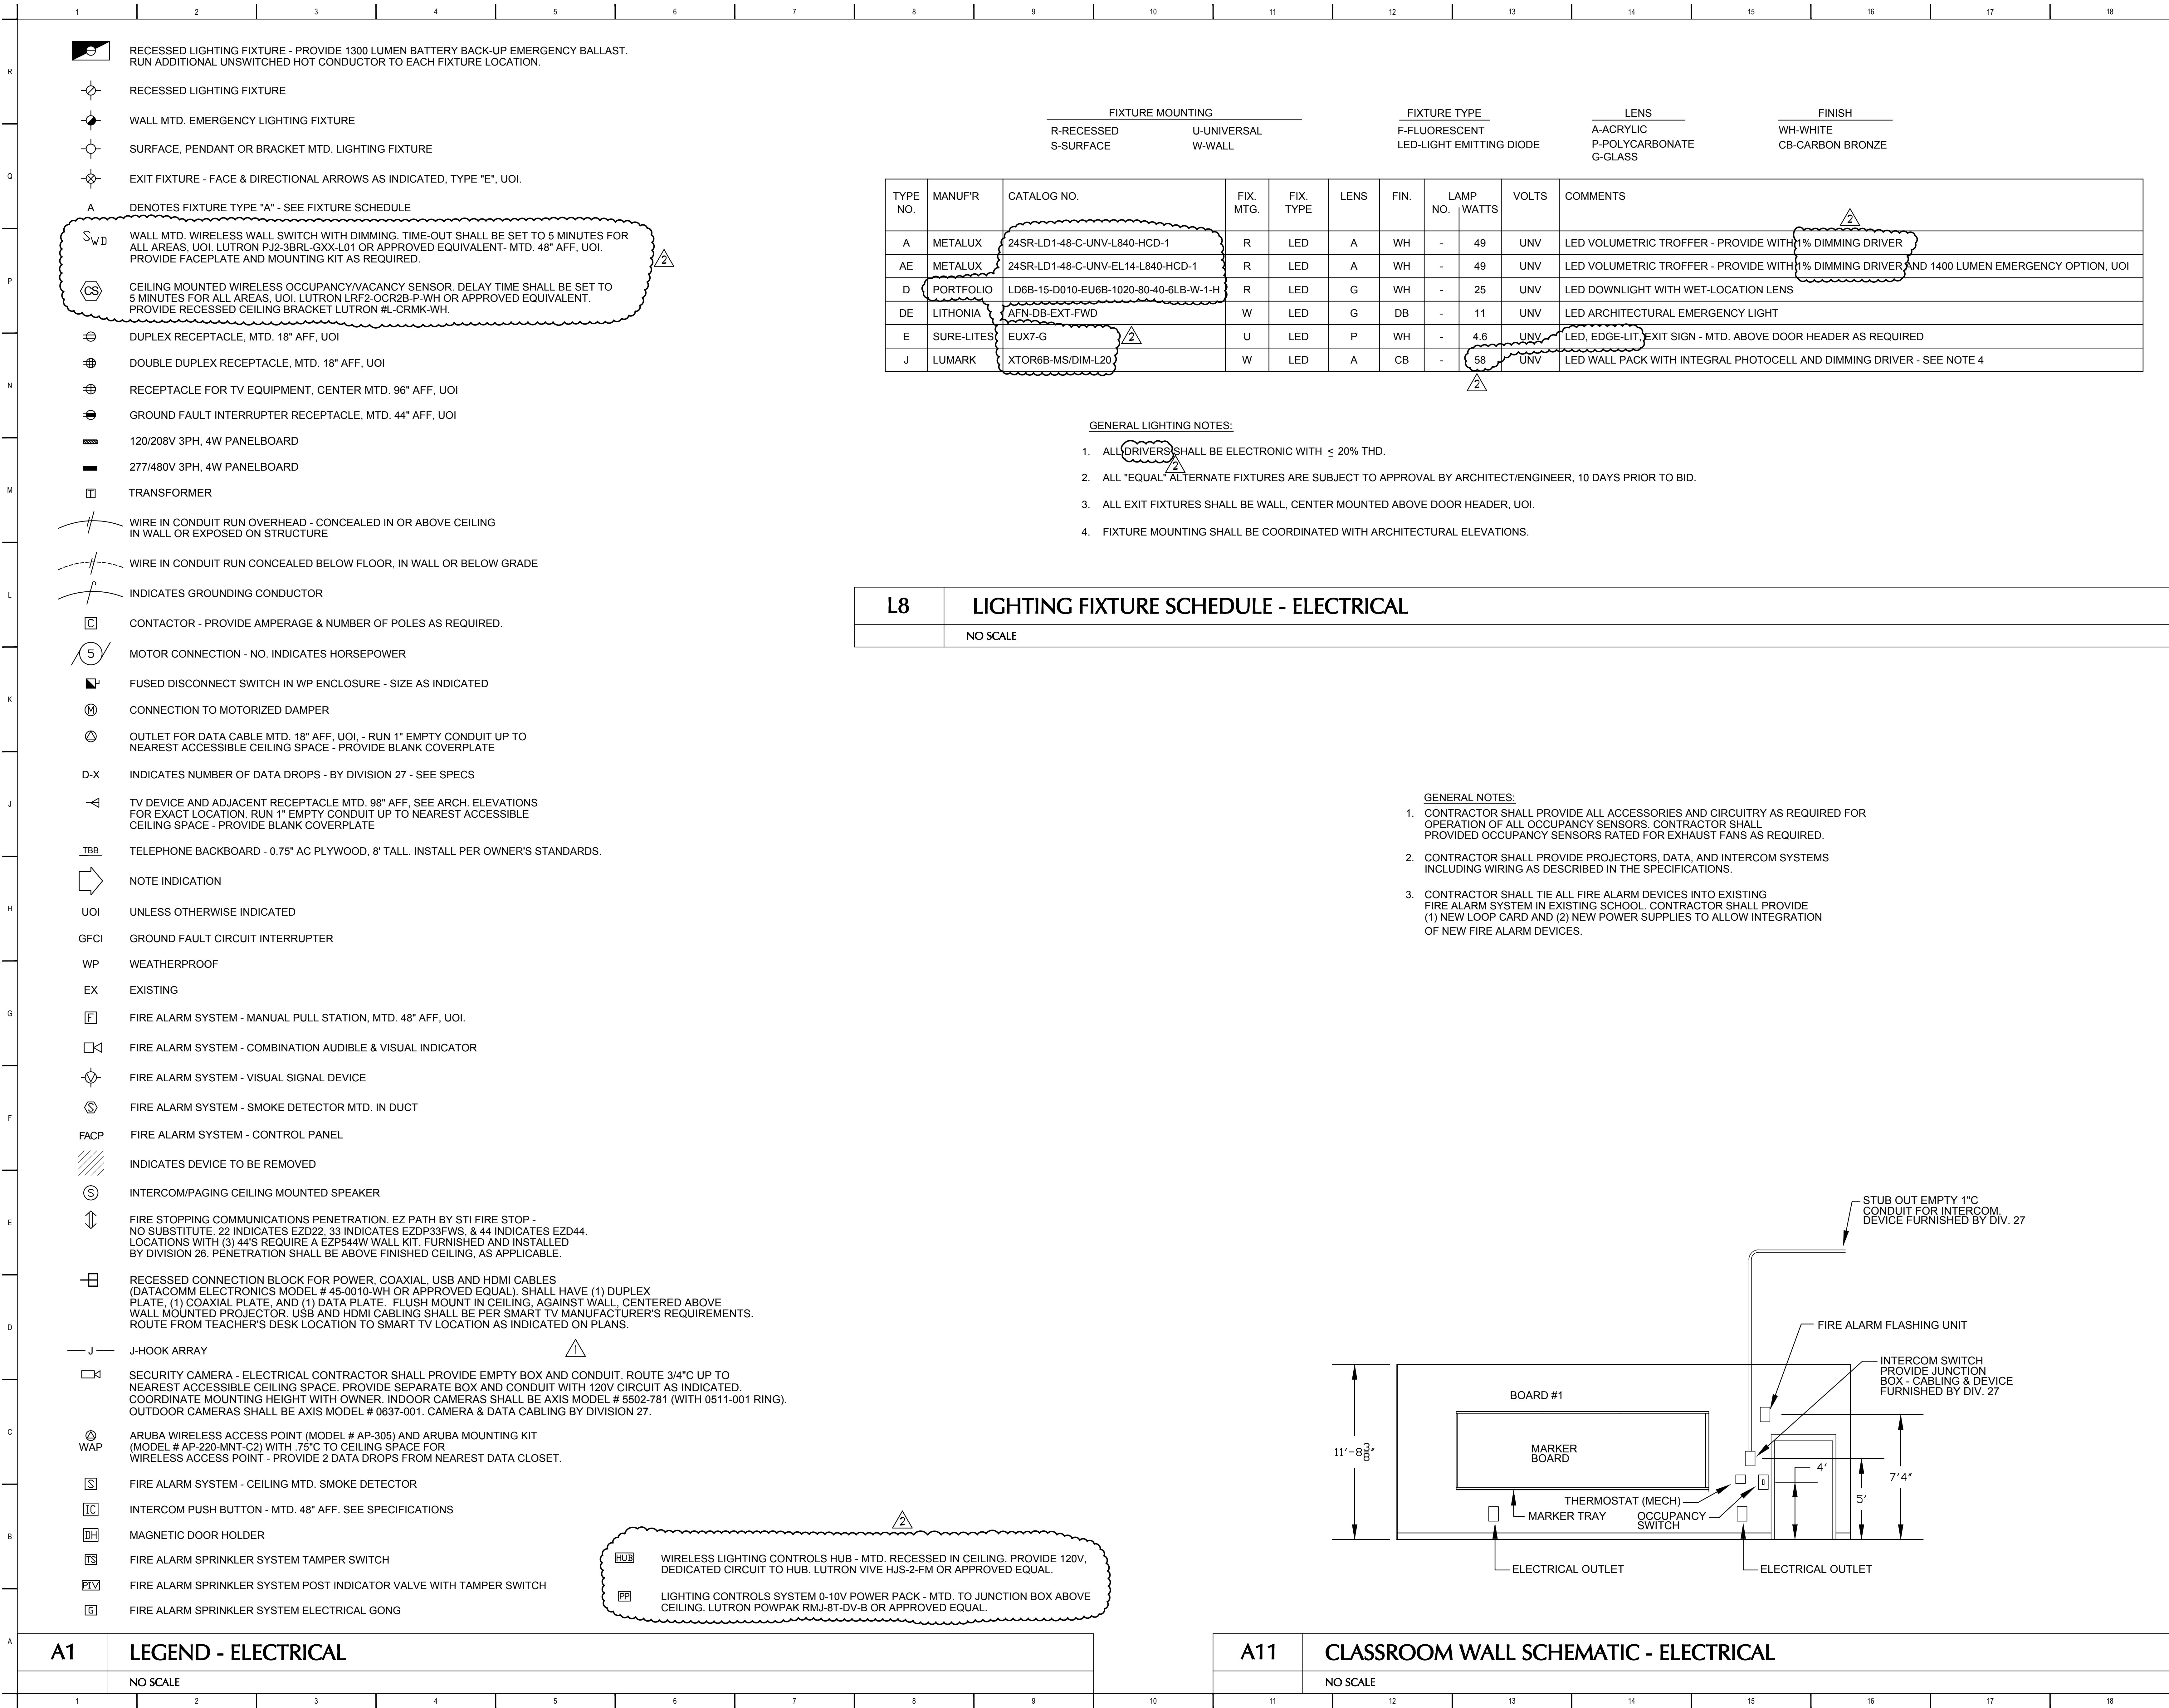 1 2 3 4 5 6 7 8 9 10 11 12 13 14 15 16 17 18
R
Q
P
N
M
L
K
J
H
G
F
E
D
C
B
A
RECESSED LIGHTING FIXTURE - PROVIDE 1300 LUMEN BATTERY BACK-UP EMERGENCY BALLAST.
RUN ADDITIONAL UNSWITCHED HOT CONDUCTOR TO EACH FIXTURE LOCATION.
RECESSED LIGHTING FIXTURE
WALL MTD. EMERGENCY LIGHTING FIXTURE
SURFACE, PENDANT OR BRACKET MTD. LIGHTING FIXTURE
EXIT FIXTURE - FACE & DIRECTIONAL ARROWS AS INDICATED, TYPE "E", UOI.
A DENOTES FIXTURE TYPE "A" - SEE FIXTURE SCHEDULE
SWD WALL MTD. WIRELESS WALL SWITCH WITH DIMMING. TIME-OUT SHALL BE SET TO 5 MINUTES FOR
ALL AREAS, UOI. LUTRON PJ2-3BRL-GXX-L01 OR APPROVED EQUIVALENT- MTD. 48" AFF, UOI.
PROVIDE FACEPLATE AND MOUNTING KIT AS REQUIRED.
2
CS CEILING MOUNTED WIRELESS OCCUPANCY/VACANCY SENSOR. DELAY TIME SHALL BE SET TO
5 MINUTES FOR ALL AREAS, UOI. LUTRON LRF2-OCR2B-P-WH OR APPROVED EQUIVALENT.
PROVIDE RECESSED CEILING BRACKET LUTRON #L-CRMK-WH.
DUPLEX RECEPTACLE, MTD. 18" AFF, UOI
DOUBLE DUPLEX RECEPTACLE, MTD. 18" AFF, UOI
RECEPTACLE FOR TV EQUIPMENT, CENTER MTD. 96" AFF, UOI
GROUND FAULT INTERRUPTER RECEPTACLE, MTD. 44" AFF, UOI
120/208V 3PH, 4W PANELBOARD
277/480V 3PH, 4W PANELBOARD
T TRANSFORMER
WIRE IN CONDUIT RUN OVERHEAD - CONCEALED IN OR ABOVE CEILING
IN WALL OR EXPOSED ON STRUCTURE
WIRE IN CONDUIT RUN CONCEALED BELOW FLOOR, IN WALL OR BELOW GRADE
INDICATES GROUNDING CONDUCTOR
C CONTACTOR - PROVIDE AMPERAGE & NUMBER OF POLES AS REQUIRED.
5 MOTOR CONNECTION - NO. INDICATES HORSEPOWER
FUSED DISCONNECT SWITCH IN WP ENCLOSURE - SIZE AS INDICATED
M CONNECTION TO MOTORIZED DAMPER
OUTLET FOR DATA CABLE MTD. 18" AFF, UOI, - RUN 1" EMPTY CONDUIT UP TO
NEAREST ACCESSIBLE CEILING SPACE - PROVIDE BLANK COVERPLATE
D-X INDICATES NUMBER OF DATA DROPS - BY DIVISION 27 - SEE SPECS
TV DEVICE AND ADJACENT RECEPTACLE MTD. 98" AFF, SEE ARCH. ELEVATIONS
FOR EXACT LOCATION. RUN 1" EMPTY CONDUIT UP TO NEAREST ACCESSIBLE
CEILING SPACE - PROVIDE BLANK COVERPLATE
TBB TELEPHONE BACKBOARD - 0.75" AC PLYWOOD, 8' TALL. INSTALL PER OWNER'S STANDARDS.
NOTE INDICATION
UOI UNLESS OTHERWISE INDICATED
GFCI GROUND FAULT CIRCUIT INTERRUPTER
WP WEATHERPROOF
EX EXISTING
F FIRE ALARM SYSTEM - MANUAL PULL STATION, MTD. 48" AFF, UOI.
FIRE ALARM SYSTEM - COMBINATION AUDIBLE & VISUAL INDICATOR
V FIRE ALARM SYSTEM - VISUAL SIGNAL DEVICE
S FIRE ALARM SYSTEM - SMOKE DETECTOR MTD. IN DUCT
FACP FIRE ALARM SYSTEM - CONTROL PANEL
INDICATES DEVICE TO BE REMOVED
S INTERCOM/PAGING CEILING MOUNTED SPEAKER
FIRE STOPPING COMMUNICATIONS PENETRATION. EZ PATH BY STI FIRE STOP -
NO SUBSTITUTE. 22 INDICATES EZD22, 33 INDICATES EZDP33FWS, & 44 INDICATES EZD44.
LOCATIONS WITH (3) 44'S REQUIRE A EZP544W WALL KIT. FURNISHED AND INSTALLED
BY DIVISION 26. PENETRATION SHALL BE ABOVE FINISHED CEILING, AS APPLICABLE.
RECESSED CONNECTION BLOCK FOR POWER, COAXIAL, USB AND HDMI CABLES
(DATACOMM ELECTRONICS MODEL # 45-0010-WH OR APPROVED EQUAL). SHALL HAVE (1) DUPLEX
PLATE, (1) COAXIAL PLATE, AND (1) DATA PLATE. FLUSH MOUNT IN CEILING, AGAINST WALL, CENTERED ABOVE
WALL MOUNTED PROJECTOR. USB AND HDMI CABLING SHALL BE PER SMART TV MANUFACTURER'S REQUIREMENTS.
ROUTE FROM TEACHER'S DESK LOCATION TO SMART TV LOCATION AS INDICATED ON PLANS.
J J-HOOK ARRAY
1
SECURITY CAMERA - ELECTRICAL CONTRACTOR SHALL PROVIDE EMPTY BOX AND CONDUIT. ROUTE 3/4"C UP TO
NEAREST ACCESSIBLE CEILING SPACE. PROVIDE SEPARATE BOX AND CONDUIT WITH 120V CIRCUIT AS INDICATED.
COORDINATE MOUNTING HEIGHT WITH OWNER. INDOOR CAMERAS SHALL BE AXIS MODEL # 5502-781 (WITH 0511-001 RING).
OUTDOOR CAMERAS SHALL BE AXIS MODEL # 0637-001. CAMERA & DATA CABLING BY DIVISION 27.
WAP ARUBA WIRELESS ACCESS POINT (MODEL # AP-305) AND ARUBA MOUNTING KIT
(MODEL # AP-220-MNT-C2) WITH .75"C TO CEILING SPACE FOR
WIRELESS ACCESS POINT - PROVIDE 2 DATA DROPS FROM NEAREST DATA CLOSET.
S FIRE ALARM SYSTEM - CEILING MTD. SMOKE DETECTOR
IC INTERCOM PUSH BUTTON - MTD. 48" AFF. SEE SPECIFICATIONS
DH MAGNETIC DOOR HOLDER
TS FIRE ALARM SPRINKLER SYSTEM TAMPER SWITCH
PIV FIRE ALARM SPRINKLER SYSTEM POST INDICATOR VALVE WITH TAMPER SWITCH
G FIRE ALARM SPRINKLER SYSTEM ELECTRICAL GONG
2
HUB WIRELESS LIGHTING CONTROLS HUB - MTD. RECESSED IN CEILING. PROVIDE 120V,
DEDICATED CIRCUIT TO HUB. LUTRON VIVE HJS-2-FM OR APPROVED EQUAL.
PP LIGHTING CONTROLS SYSTEM 0-10V POWER PACK - MTD. TO JUNCTION BOX ABOVE
CEILING. LUTRON POWPAK RMJ-8T-DV-B OR APPROVED EQUAL.
A1 LEGEND - ELECTRICAL
NO SCALE
FIXTURE MOUNTING FIXTURE TYPE LENS FINISH
R-RECESSED U-UNIVERSAL F-FLUORESCENT A-ACRYLIC WH-WHITE
S-SURFACE W-WALL LED-LIGHT EMITTING DIODE P-POLYCARBONATE CB-CARBON BRONZE
G-GLASS
TYPE MANUF'R CATALOG NO. FIX. FIX. LENS FIN. LAMP VOLTS COMMENTS
NO. MTG. TYPE NO. WATTS
2
A METALUX 24SR-LD1-48-C-UNV-L840-HCD-1 R LED A WH - 49 UNV LED VOLUMETRIC TROFFER - PROVIDE WITH 1% DIMMING DRIVER
AE METALUX 24SR-LD1-48-C-UNV-EL14-L840-HCD-1 R LED A WH - 49 UNV LED VOLUMETRIC TROFFER - PROVIDE WITH 1% DIMMING DRIVER AND 1400 LUMEN EMERGENCY OPTION, UOI
D PORTFOLIO LD6B-15-D010-EU6B-1020-80-40-6LB-W-1-H R LED G WH - 25 UNV LED DOWNLIGHT WITH WET-LOCATION LENS
DE LITHONIA AFN-DB-EXT-FWD W LED G DB - 11 UNV LED ARCHITECTURAL EMERGENCY LIGHT
E SURE-LITES EUX7-G 2 U LED P WH - 4.6 UNV LED, EDGE-LIT, EXIT SIGN - MTD. ABOVE DOOR HEADER AS REQUIRED
J LUMARK XTOR6B-MS/DIM-L20 W LED A CB - 58 UNV LED WALL PACK WITH INTEGRAL PHOTOCELL AND DIMMING DRIVER - SEE NOTE 4
2
GENERAL LIGHTING NOTES:
1. ALL DRIVERS SHALL BE ELECTRONIC WITH ≤ 20% THD.
2
2. ALL "EQUAL" ALTERNATE FIXTURES ARE SUBJECT TO APPROVAL BY ARCHITECT/ENGINEER, 10 DAYS PRIOR TO BID.
3. ALL EXIT FIXTURES SHALL BE WALL, CENTER MOUNTED ABOVE DOOR HEADER, UOI.
4. FIXTURE MOUNTING SHALL BE COORDINATED WITH ARCHITECTURAL ELEVATIONS.
L8 LIGHTING FIXTURE SCHEDULE - ELECTRICAL
NO SCALE
GENERAL NOTES:
1. CONTRACTOR SHALL PROVIDE ALL ACCESSORIES AND CIRCUITRY AS REQUIRED FOR
OPERATION OF ALL OCCUPANCY SENSORS. CONTRACTOR SHALL
PROVIDED OCCUPANCY SENSORS RATED FOR EXHAUST FANS AS REQUIRED.
2. CONTRACTOR SHALL PROVIDE PROJECTORS, DATA, AND INTERCOM SYSTEMS
INCLUDING WIRING AS DESCRIBED IN THE SPECIFICATIONS.
3. CONTRACTOR SHALL TIE ALL FIRE ALARM DEVICES INTO EXISTING
FIRE ALARM SYSTEM IN EXISTING SCHOOL. CONTRACTOR SHALL PROVIDE
(1) NEW LOOP CARD AND (2) NEW POWER SUPPLIES TO ALLOW INTEGRATION
OF NEW FIRE ALARM DEVICES.
STUB OUT EMPTY 1"C
CONDUIT FOR INTERCOM.
DEVICE FURNISHED BY DIV. 27
FIRE ALARM FLASHING UNIT
INTERCOM SWITCH
PROVIDE JUNCTION
BOX - CABLING & DEVICE
FURNISHED BY DIV. 27
BOARD #1
MARKER
BOARD
11'-8 3/8"
4'
7'4"
5'
THERMOSTAT (MECH)
MARKER TRAY
OCCUPANCY
SWITCH
ELECTRICAL OUTLET
ELECTRICAL OUTLET
A11 CLASSROOM WALL SCHEMATIC - ELECTRICAL
NO SCALE
1 2 3 4 5 6 7 8 9 10 11 12 13 14 15 16 17 18